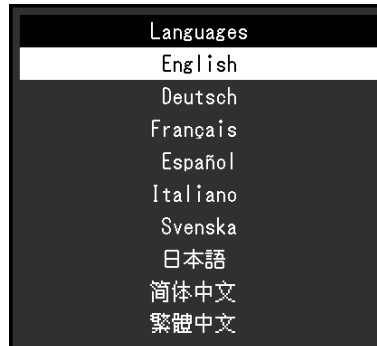 Languages
English
Deutsch
Français
Español
Italiano
Svenska
日本語
简体中文
繁體中文